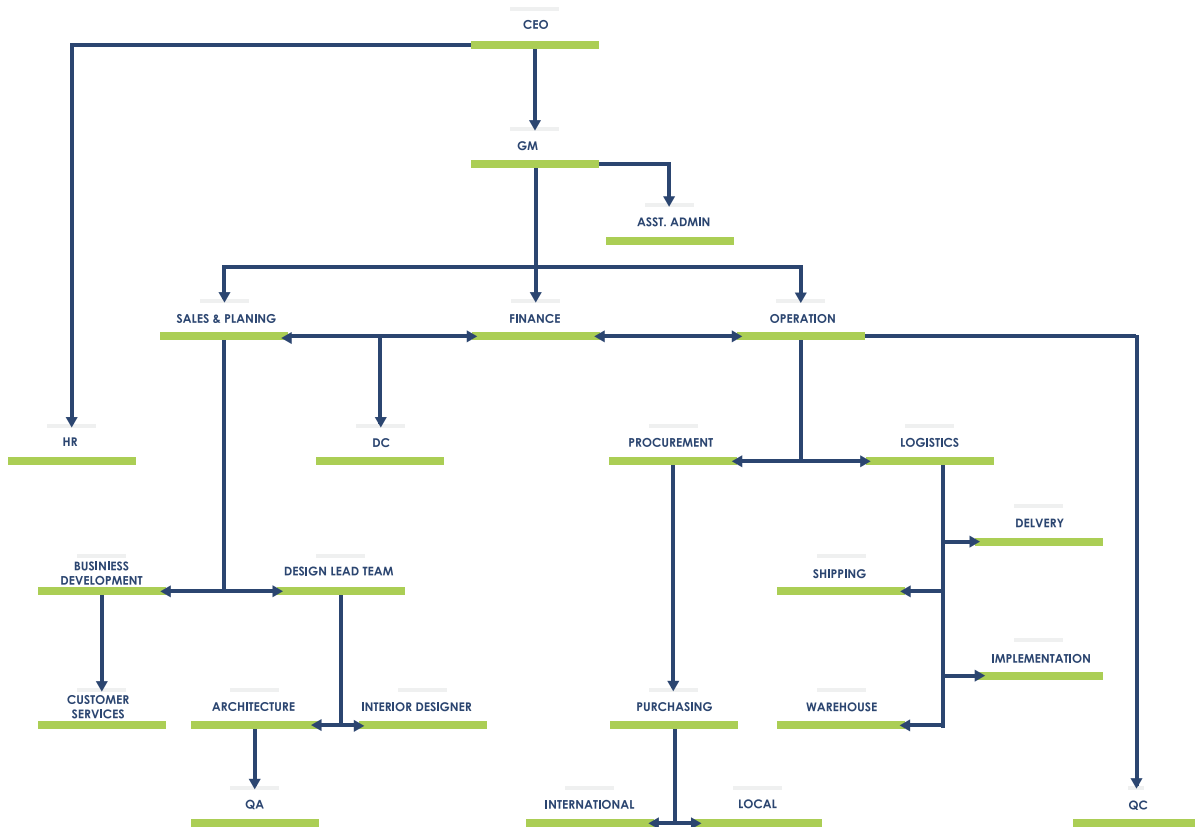 CEO
GM
ASST. ADMIN
SALES & PLANING
FINANCE
OPERATION
HR
DC
PROCUREMENT
LOGISTICS
DELVERY
BUSINIESS
DEVELOPMENT
DESIGN LEAD TEAM
SHIPPING
IMPLEMENTATION
CUSTOMER
SERVICES
ARCHITECTURE
INTERIOR DESIGNER
PURCHASING
WAREHOUSE
QA
INTERNATIONAL
LOCAL
QC